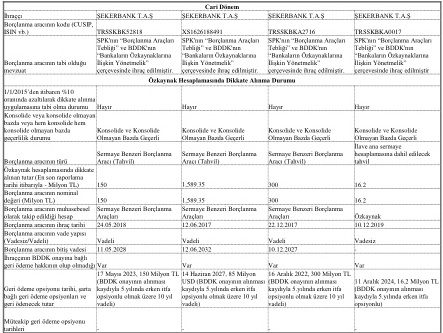 Cari Dönem
İhraççı ŞEKERBANK T.A.Ş ŞEKERBANK T.A.Ş ŞEKERBANK T.A.Ş ŞEKERBANK T.A.Ş
Borçlanma aracının kodu (CUSIP, ISIN vb.) TRSSKBK52818 XS1626188491 TRSSKBKA2716 TRSSKBKA0017
Borçlanma aracının tabi olduğu mevzuat SPK'nın “Borçlanma Araçları Tebliği” ve BDDK'nın “Bankaların Özkaynaklarına İlişkin Yönetmelik” çerçevesinde ihraç edilmiştir. SPK'nın “Borçlanma Araçları Tebliği” ve BDDK'nın “Bankaların Özkaynaklarına İlişkin Yönetmelik” çerçevesinde ihraç edilmiştir. SPK'nın “Borçlanma Araçları Tebliği” ve BDDK'nın “Bankaların Özkaynaklarına İlişkin Yönetmelik” çerçevesinde ihraç edilmiştir. SPK'nın “Borçlanma Araçları Tebliği” ve BDDK'nın “Bankaların Özkaynaklarına İlişkin Yönetmelik” çerçevesinde ihraç edilmiştir
Özkaynak Hesaplamasında Dikkate Alınma Durumu
1/1/2015'den itibaren %10 oranında azaltılarak dikkate alınma uygulamasına tabi olma durumu Hayır Hayır Hayır Hayır
Konsolide veya konsolide olmayan bazda veya hem konsolide hem konsolide olmayan bazda geçerlilik durumu Konsolide ve Konsolide Olmayan Bazda Geçerli Konsolide ve Konsolide Olmayan Bazda Geçerli Konsolide ve Konsolide Olmayan Bazda Geçerli Konsolide ve Konsolide Olmayan Bazda Geçerli
Borçlanma aracının türü Sermaye Benzeri Borçlanma Aracı (Tahvil) Sermaye Benzeri Borçlanma Aracı (Tahvil) Sermaye Benzeri Borçlanma Aracı (Tahvil) İlave ana sermaye hesaplamasına dahil edilecek tahvil
Özkaynak hesaplamasında dikkate alınan tutar (En son raporlama tarihi itibarıyla - Milyon TL) 150 1,589.35 300 16.2
Borçlanma aracının nominal değeri (Milyon TL) 150 1,589.35 300 16.2
Borçlanma aracının muhasebesel olarak takip edildiği hesap Sermaye Benzeri Borçlanma Araçları Sermaye Benzeri Borçlanma Araçları Sermaye Benzeri Borçlanma Araçları Özkaynak
Borçlanma aracının ihraç tarihi 24.05.2018 12.06.2017 22.12.2017 10.12.2019
Borçlanma aracının vade yapısı (Vadesiz/Vadeli) Vadeli Vadeli Vadeli Vadesiz
Borçlanma aracının bitiş vadesi 11.05.2028 12.06.2032 10.12.2027 -
İhraççının BDDK onayına bağlı geri ödeme hakkının olup olmadığı Var Var Var Var
Geri ödeme opsiyonu tarihi, şarta bağlı geri ödeme opsiyonları ve geri ödenecek tutar 17 Mayıs 2023, 150 Milyon TL (BDDK onayının alınması kaydıyla 5.yılında erken itfa opsiyonlu olmak üzere 10 yıl vadeli) 14 Haziran 2027, 85 Milyon USD (BDDK onayının alınması kaydıyla 5.yılında erken itfa opsiyonlu olmak üzere 10 yıl vadeli) 16 Aralık 2022, 300 Milyon TL (BDDK onayının alınması kaydıyla 5.yılında erken itfa opsiyonlu olmak üzere 10 yıl vadeli) 11 Aralık 2024, 16.2 Milyon TL (BDDK onayının alınması kaydıyla 5.yılında erken itfa opsiyonlu)
Müteakip geri ödeme opsiyonu tarihleri - - - -